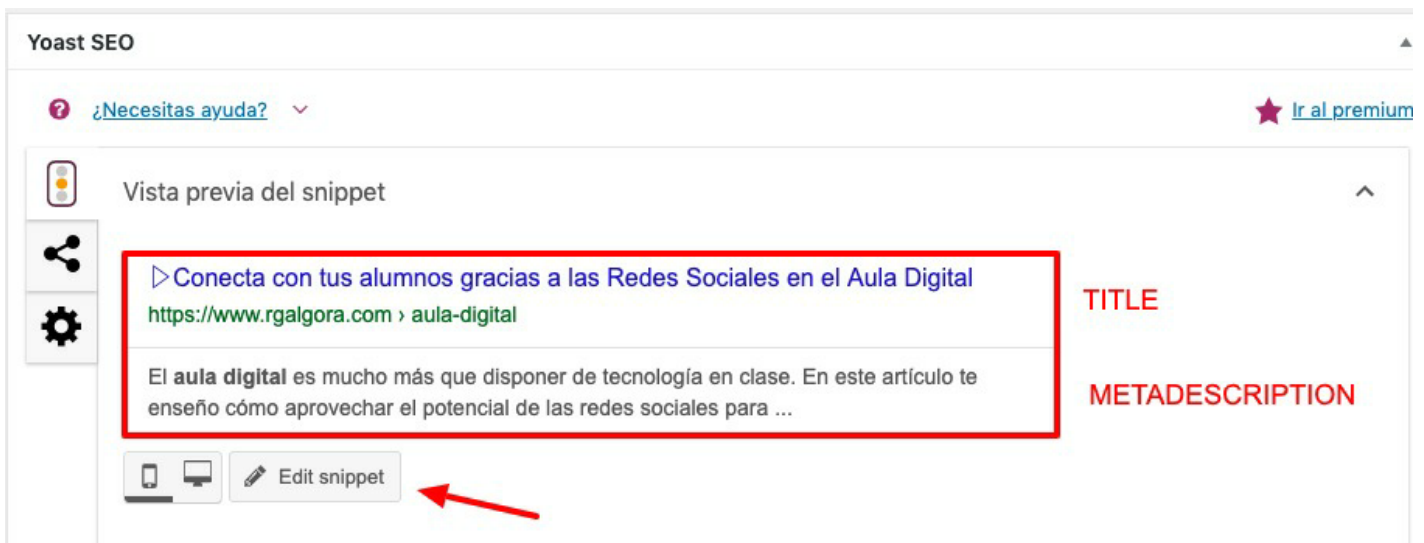 Yoast SEO
¿Necesitas ayuda?
Ir al premium
Vista previa del snippet
Conecta con tus alumnos gracias a las Redes Sociales en el Aula Digital
TITLE
https://www.rgalgora.com › aula-digital
El aula digital es mucho más que disponer de tecnología en clase. En este artículo te
enseño cómo aprovechar el potencial de las redes sociales para ...
METADESCRIPTION
Edit snippet